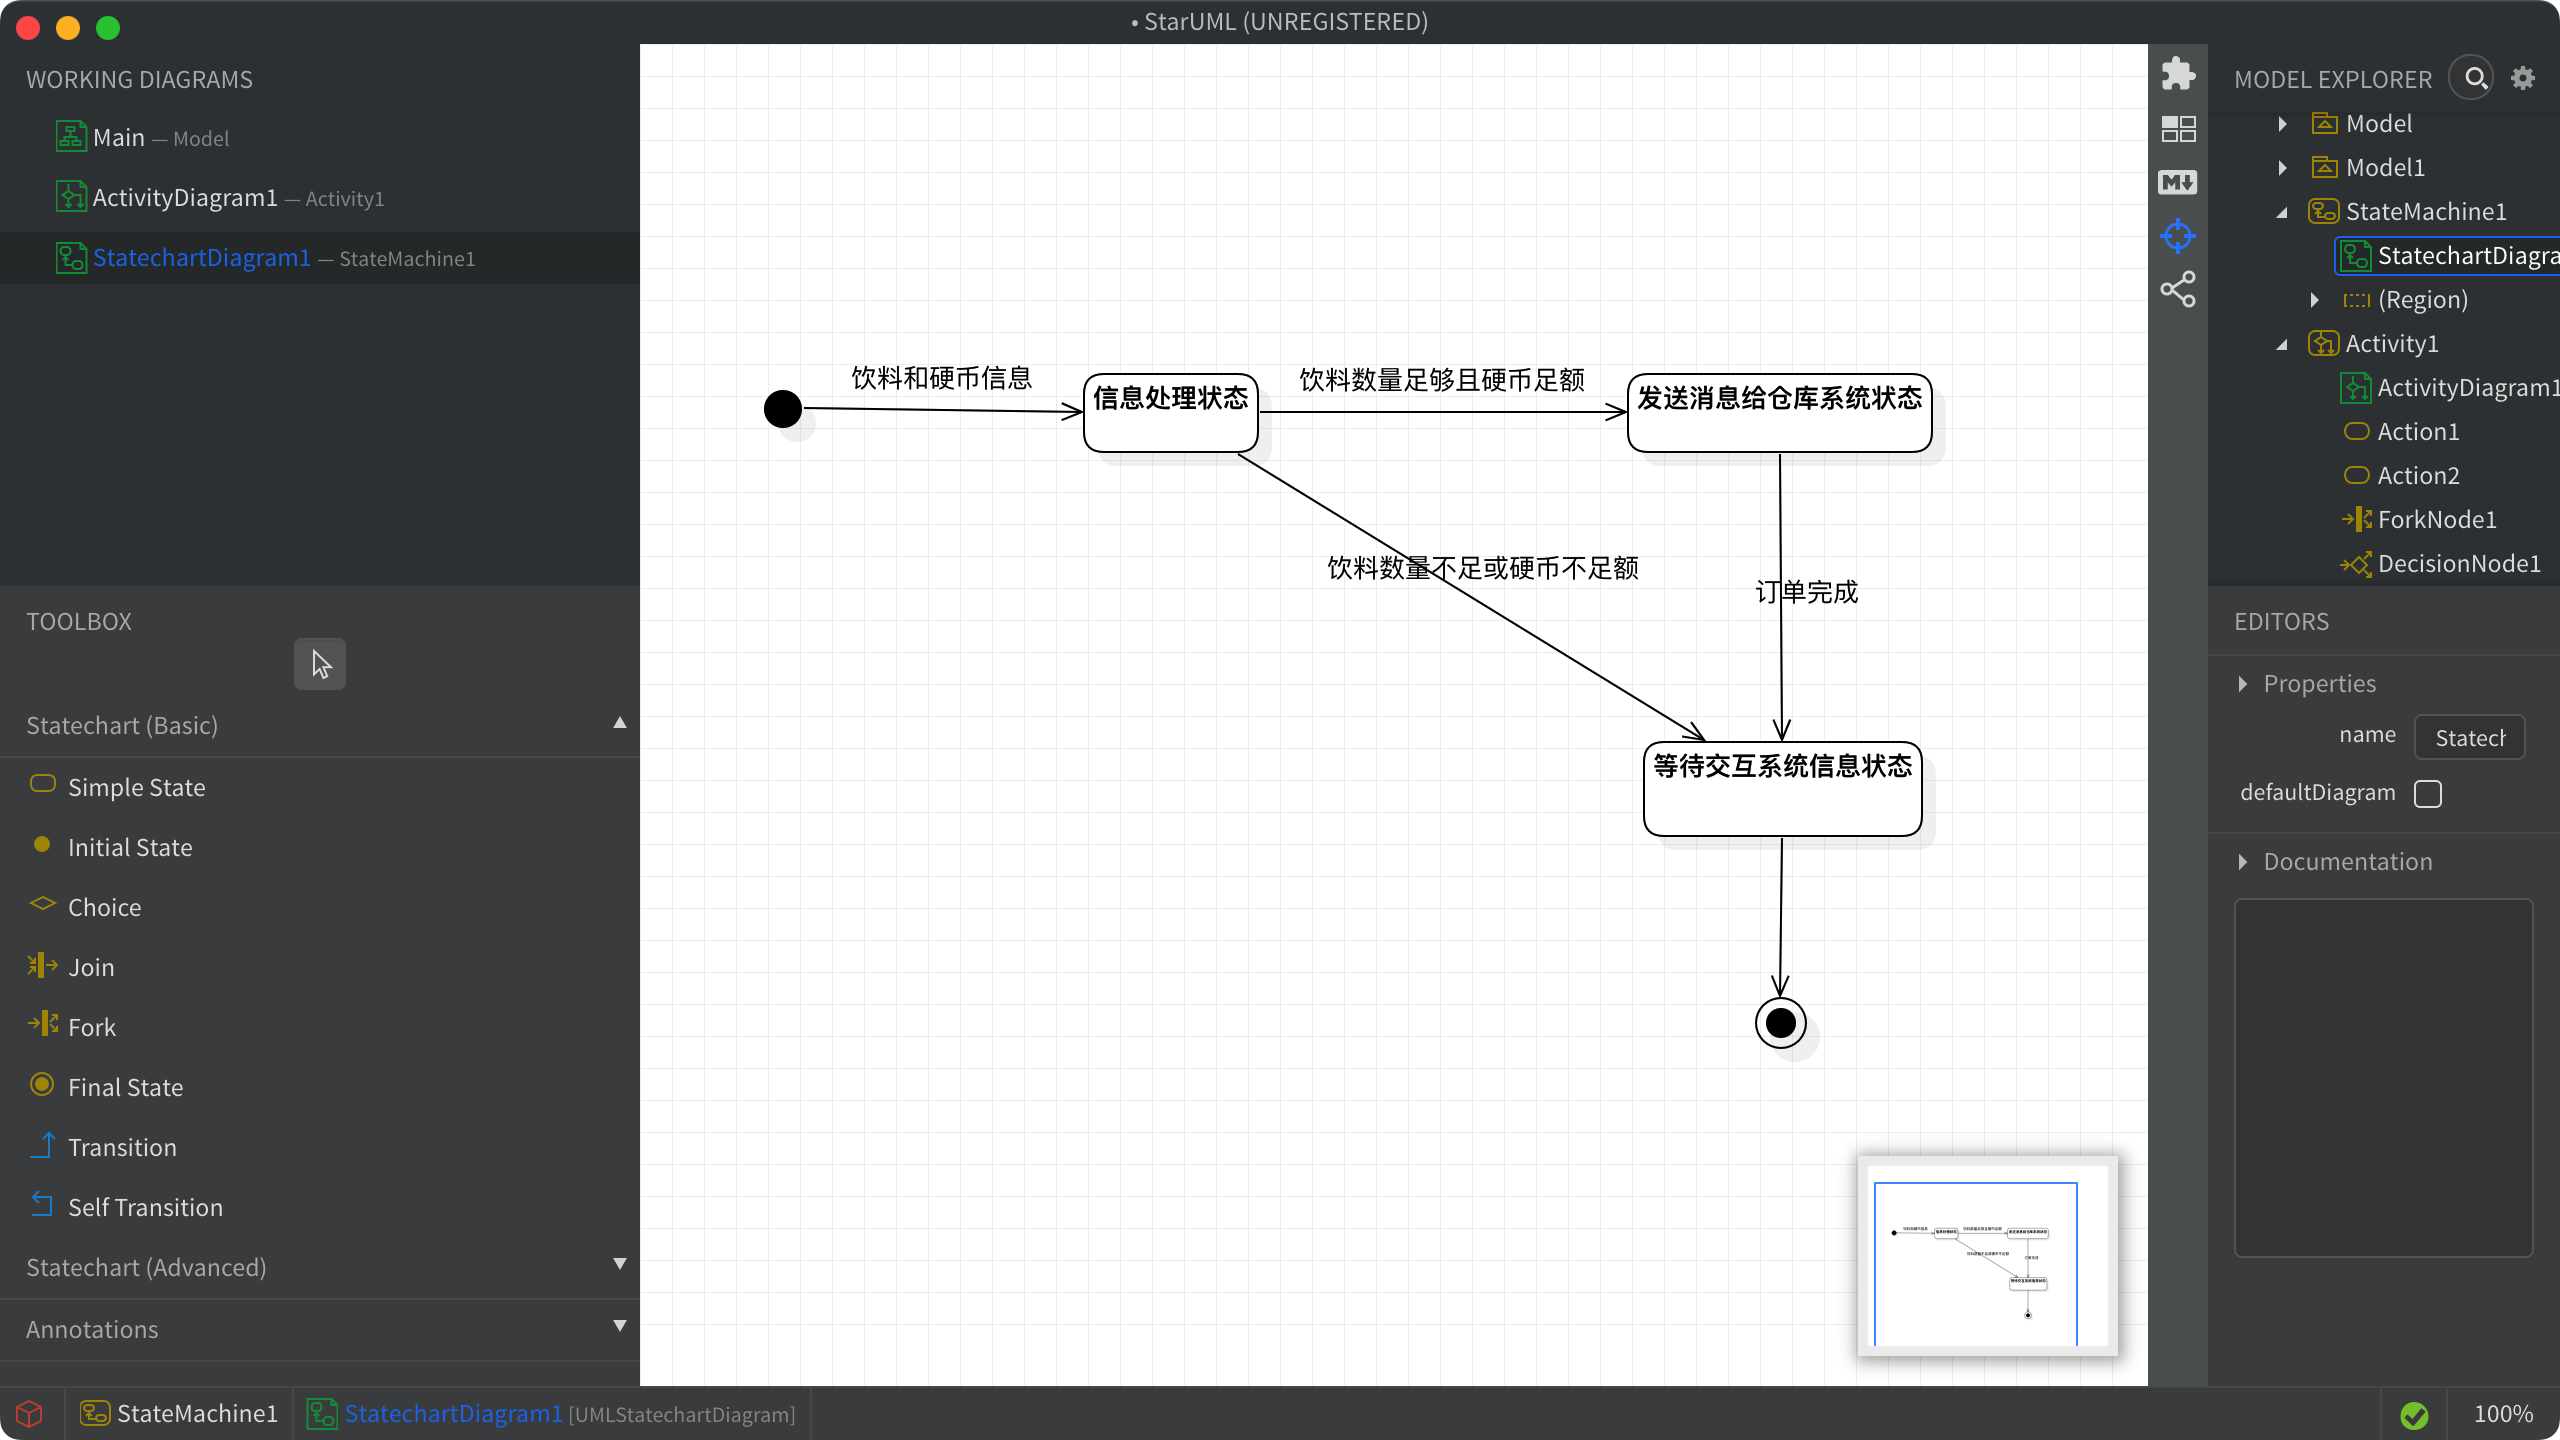 • StarUML (UNREGISTERED)
WORKING DIAGRAMS
Main — Model
ActivityDiagram1 — Activity1
StatechartDiagram1 — StateMachine1
TOOLBOX
Statechart (Basic)
Simple State
Initial State
Choice
Join
Fork
Final State
Transition
Self Transition
Statechart (Advanced)
Annotations
饮料和硬币信息
信息处理状态
饮料数量足够且硬币足额
发送消息给仓库系统状态
饮料数量不足或硬币不足额
订单完成
等待交互系统信息状态
MODEL EXPLORER
Model
Model1
StateMachine1
StatechartDiagra
(Region)
Activity1
ActivityDiagram1
Action1
Action2
ForkNode1
DecisionNode1
EDITORS
Properties
name Statech
defaultDiagram
Documentation
StateMachine1 StatechartDiagram1 [UMLStatechartDiagram]
100%